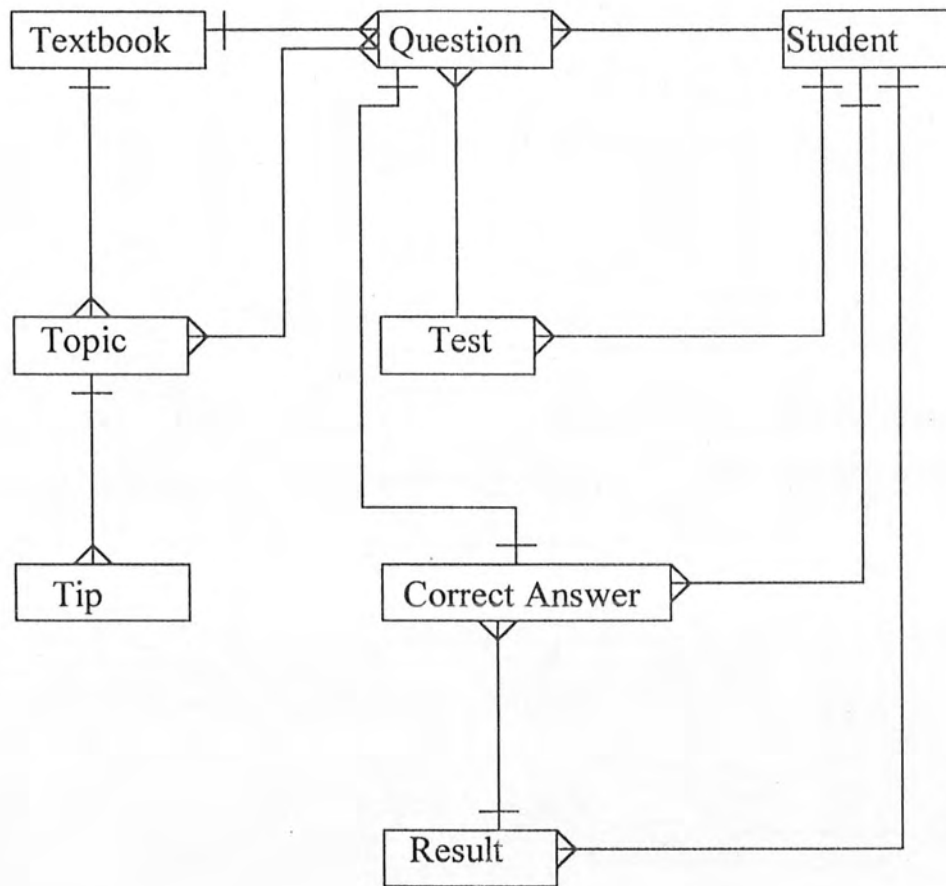 Textbook
Question
Student
Topic
Test
Tip
Correct Answer
Result